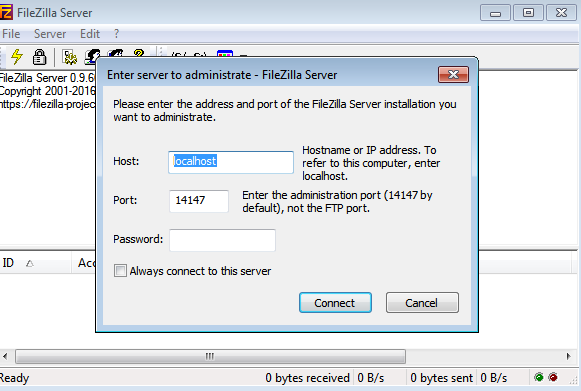 FileZilla Server
File Server Edit ?
FileZilla Server 0.9.6
Copyright 2001-2016
https://filezilla-projec
Enter server to administrate - FileZilla Server
Please enter the address and port of the FileZilla Server installation you
want to administrate.
Host:
localhost
Hostname or IP address. To
refer to this computer, enter
localhost.
Port:
14147
Enter the administration port (14147 by
default), not the FTP port.
Password:
Always connect to this server
Connect Cancel
ID Acc
Ready 0 bytes received 0 B/s 0 bytes sent 0 B/s